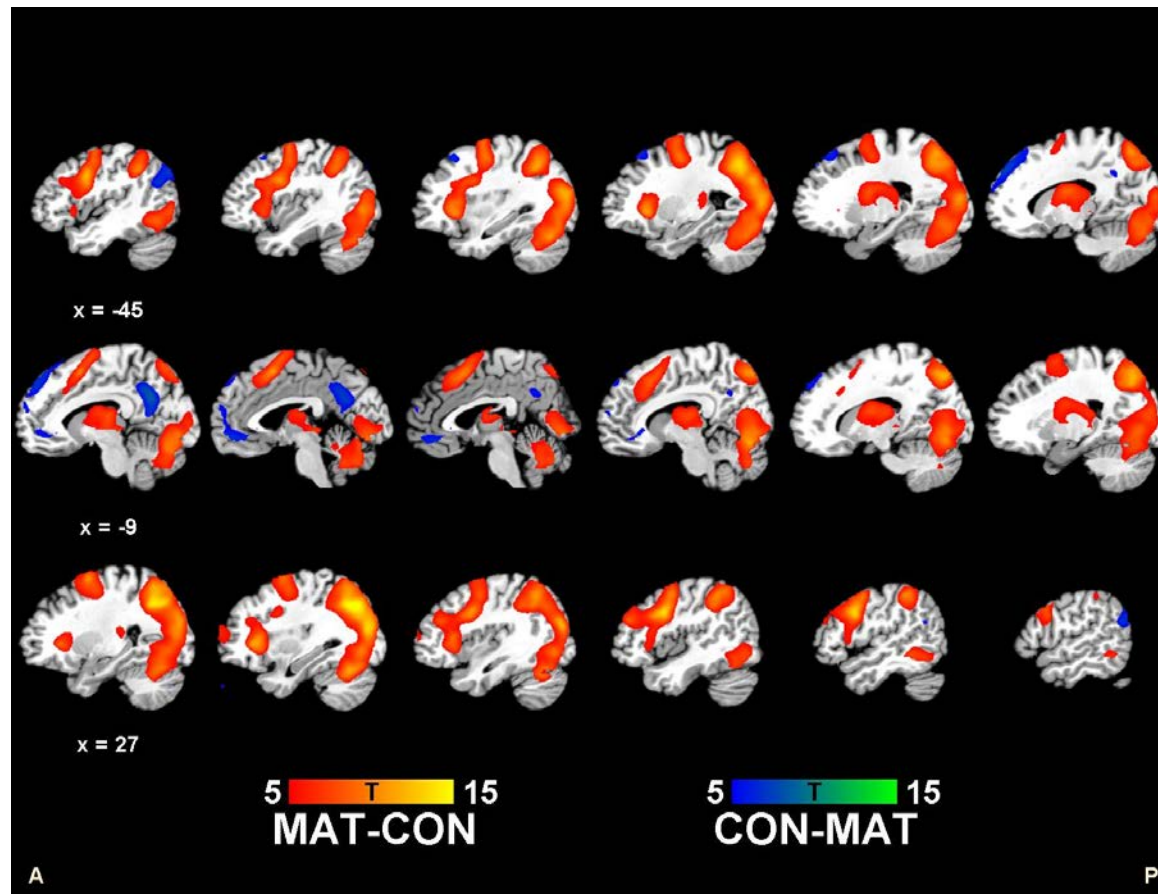 x = -45
x = -9
x = 27
5 T 15 5 T 15
MAT-CON CON-MAT
A P